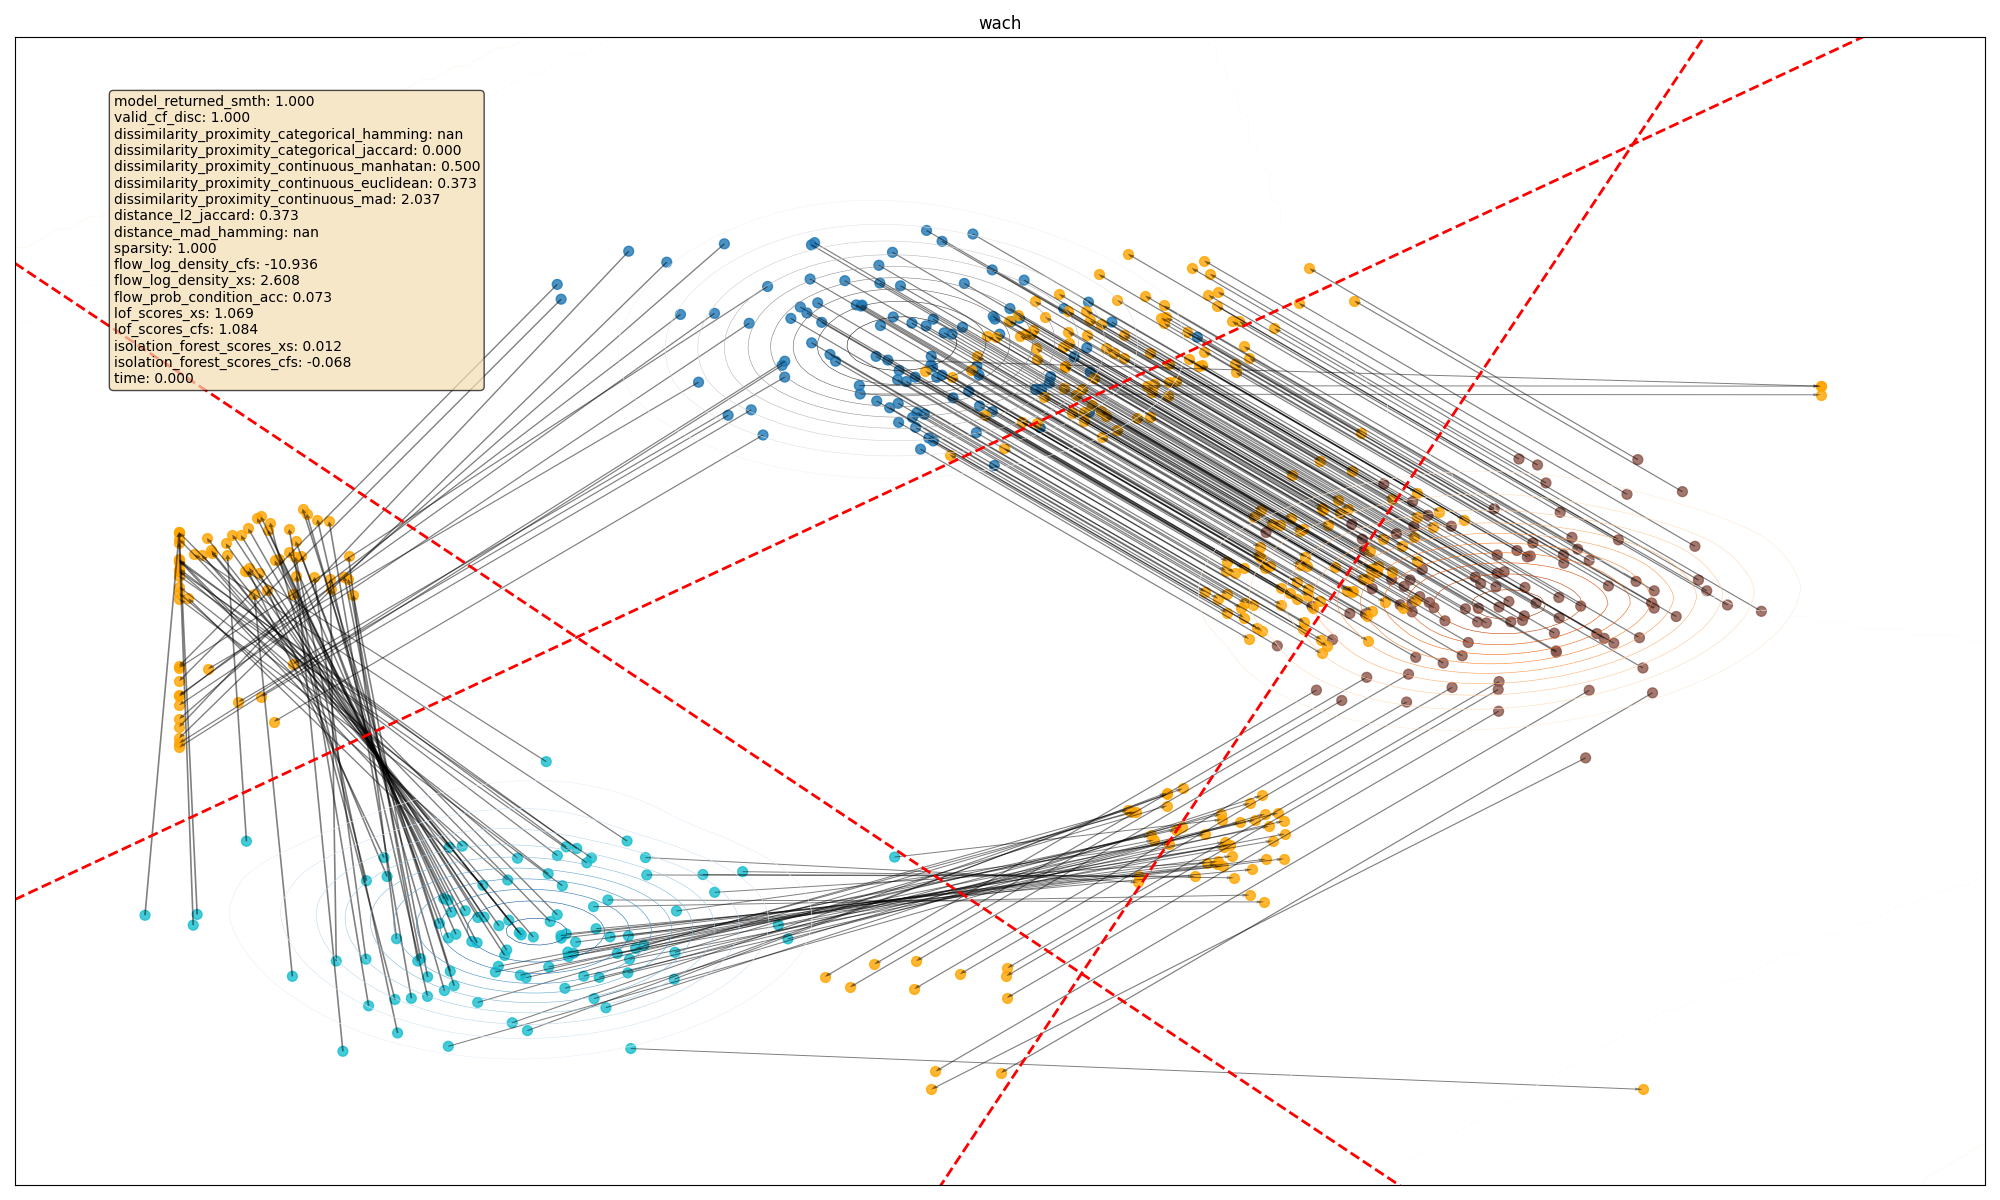 wach
model_returned_smth: 1.000
valid_cf_disc: 1.000
dissimilarity_proximity_categorical_hamming: nan
dissimilarity_proximity_categorical_jaccard: 0.000
dissimilarity_proximity_continuous_manhatan: 0.500
dissimilarity_proximity_continuous_euclidean: 0.373
dissimilarity_proximity_continuous_mad: 2.037
distance_l2_jaccard: 0.373
distance_mad_hamming: nan
sparsity: 1.000
flow_log_density_cfs: -10.936
flow_log_density_xs: 2.608
flow_prob_condition_acc: 0.073
lof_scores_xs: 1.069
lof_scores_cfs: 1.084
isolation_forest_scores_xs: 0.012
isolation_forest_scores_cfs: -0.068
time: 0.000